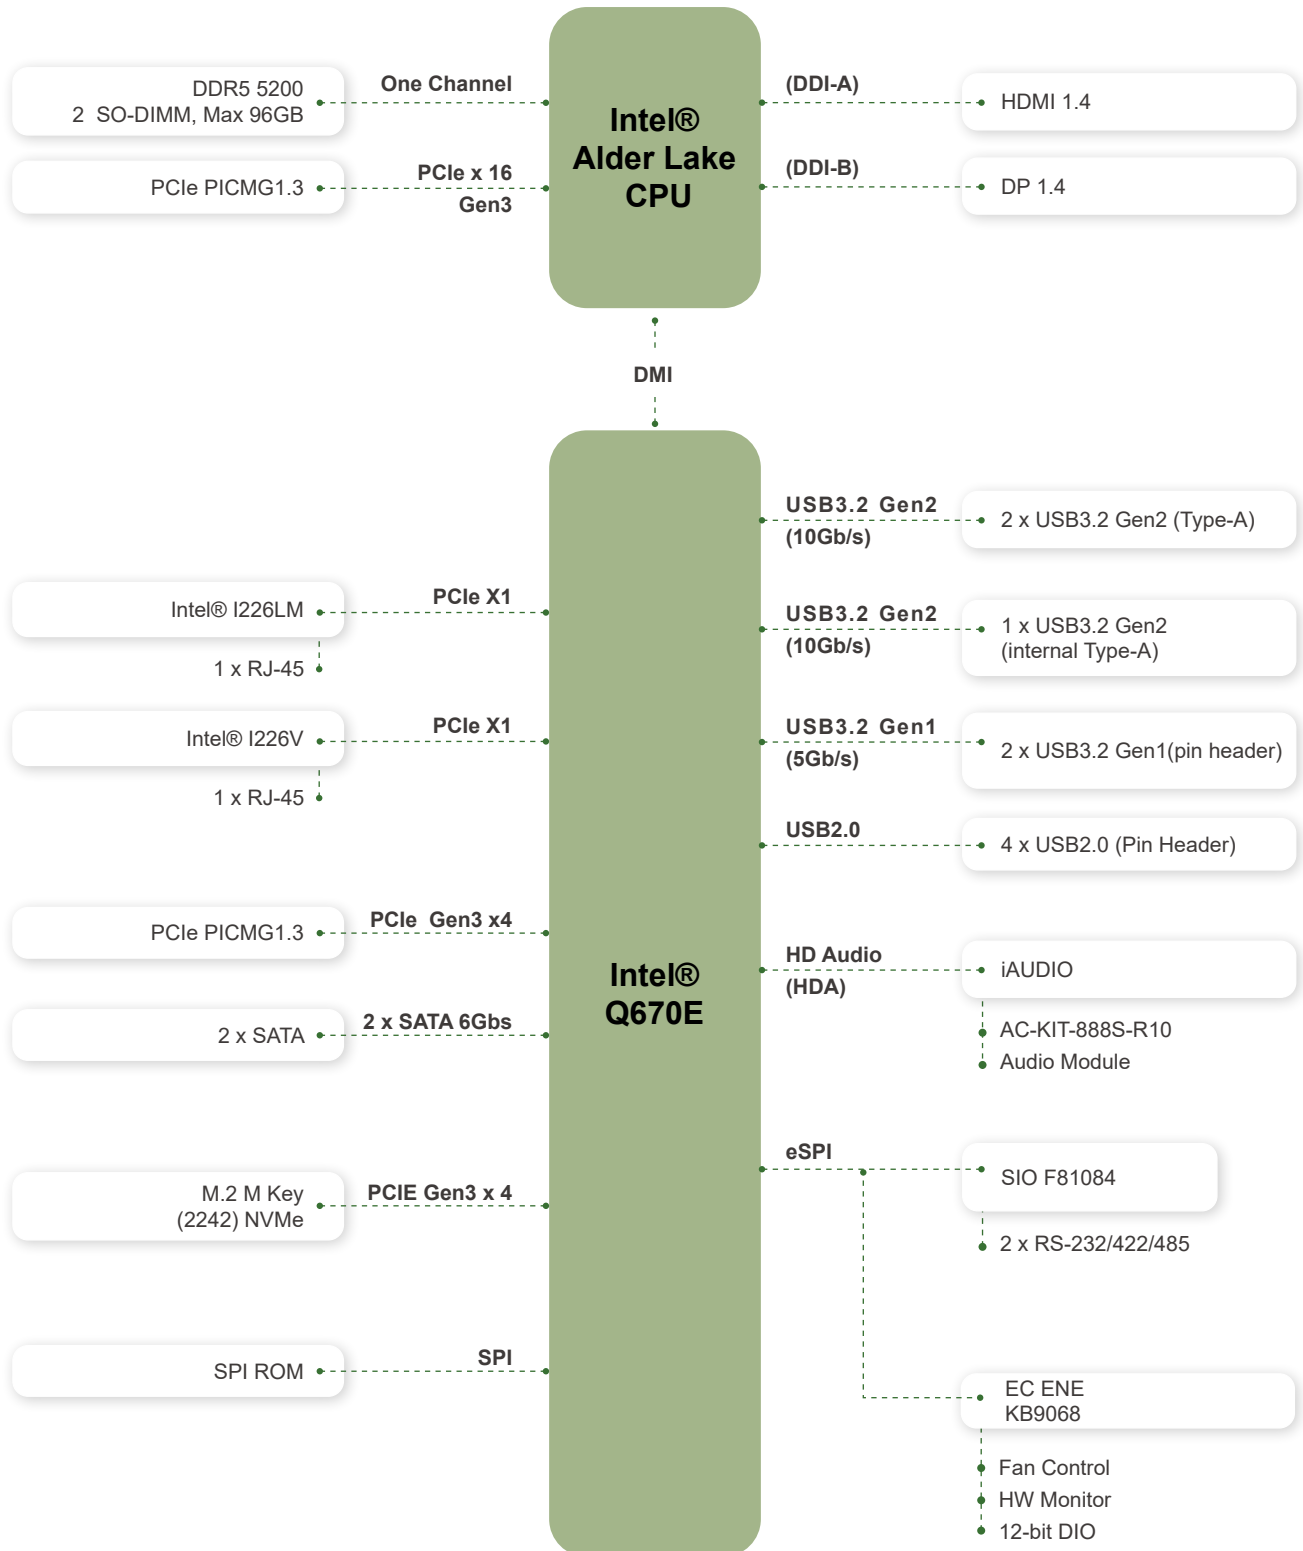 DDR5 5200
2 SO-DIMM, Max 96GB
One Channel
PCIe PICMG1.3
PCIe x 16
Gen3
Intel®
Alder Lake
CPU
(DDI-A)
HDMI 1.4
(DDI-B)
DP 1.4
DMI
Intel® I226LM
PCIe X1
1 x RJ-45
Intel® I226V
PCIe X1
1 x RJ-45
PCIe PICMG1.3
PCIe Gen3 x4
2 x SATA
2 x SATA 6Gbs
M.2 M Key
(2242) NVMe
PCIE Gen3 x 4
SPI ROM
SPI
Intel®
Q670E
USB3.2 Gen2
(10Gb/s)
2 x USB3.2 Gen2 (Type-A)
USB3.2 Gen2
(10Gb/s)
1 x USB3.2 Gen2
(internal Type-A)
USB3.2 Gen1
(5Gb/s)
2 x USB3.2 Gen1(pin header)
USB2.0
4 x USB2.0 (Pin Header)
HD Audio
(HDA)
iAUDIO
AC-KIT-888S-R10
Audio Module
eSPI
SIO F81084
2 x RS-232/422/485
EC ENE
KB9068
Fan Control
HW Monitor
12-bit DIO